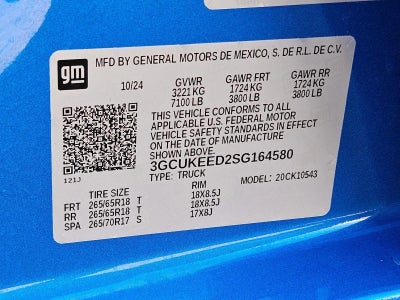 gm
MFD BY GENERAL MOTORS DE MEXICO, S. DE R.L. DE C.V.
10/24 GVWR GAWR FRT GAWR RR
3221 KG 1724 KG 1724 KG
7100 LB 3800 LB 3800 LB
THIS VEHICLE CONFORMS TO ALL
APPLICABLE U.S. FEDERAL MOTOR
VEHICLE SAFETY STANDARDS IN EFFECT
ON THE DATE OF MANUFACTURE
SHOWN ABOVE.
3GCUKEED2SG164580
121J TYPE: TRUCK MODEL: 20CK10543
TIRE SIZE RIM
FRT 265/65R18 T 18X8.5J
RR 265/65R18 T 18X8.5J
SPA 265/70R17 S 17X8J